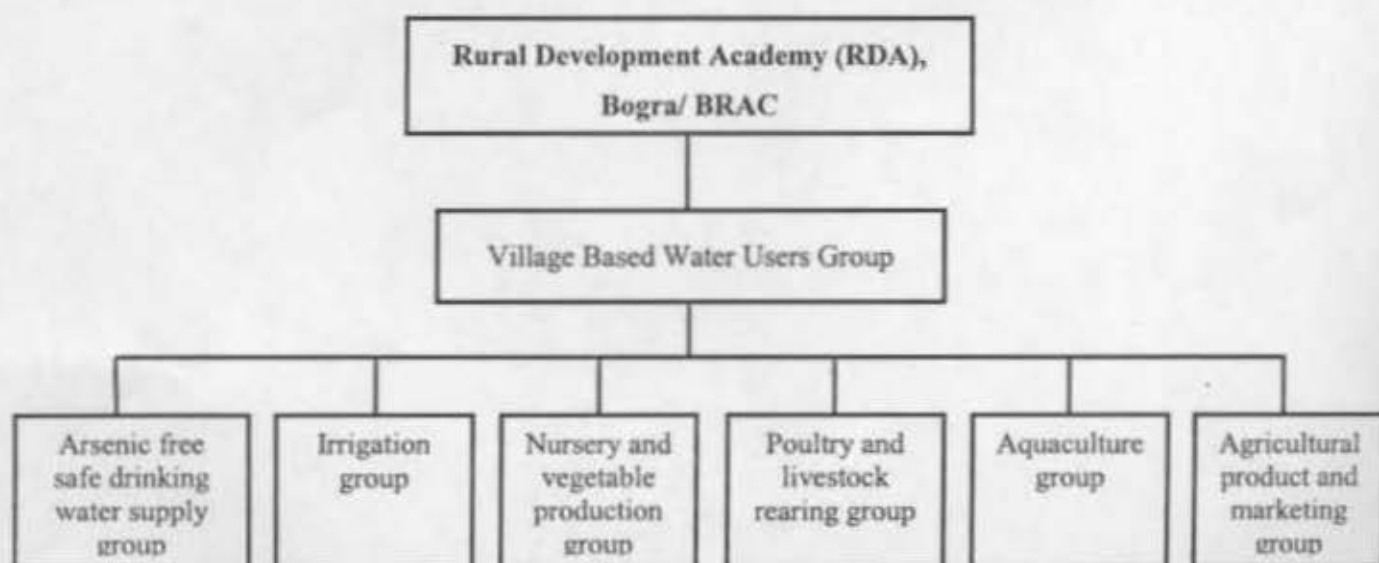 Rural Development Academy (RDA),
Bogra/ BRAC
Village Based Water Users Group
Arsenic free
safe drinking
water supply
group
Irrigation
group
Nursery and
vegetable
production
group
Poultry and
livestock
rearing group
Aquaculture
group
Agricultural
product and
marketing
group